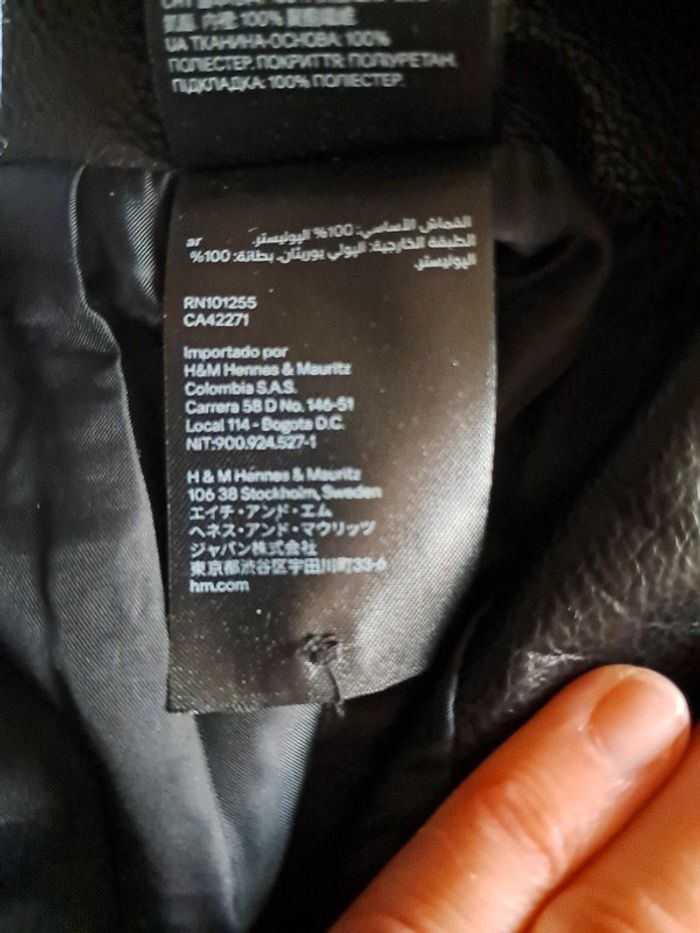 内裡: 100%
UA ТКАНИНА-ОСНОВА: 100%
ПОЛІЕСТЕР. ПОКРИТТЯ: ПОЛІУРЕТАН.
ПІДКЛАДКА: 100% ПОЛІЕСТЕР.
ar القماش الأساسي: 100% البوليستر.
الطبقة الخارجية: البولي يوريتان. بطانة: 100%
البوليستر.
RN101255
CA42271
Importado por
H&M Hennes & Mauritz
Colombia S.A.S.
Carrera 58 D No. 146-51
Local 114 - Bogota D.C.
NIT:900.924.527-1
H & M Hennes & Mauritz
106 38 Stockholm, Sweden
エイチ・アンド・エム
ヘネス・アンド・マウリッツ
ジャパン株式会社
東京都渋谷区宇田川町33-6
hm.com